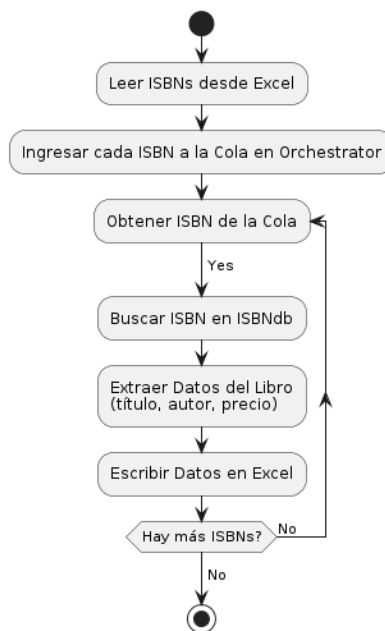 Leer ISBNs desde Excel
Ingresar cada ISBN a la Cola en Orchestrator
Obtener ISBN de la Cola
Yes
Buscar ISBN en ISBNdb
Extraer Datos del Libro
(título, autor, precio)
Escribir Datos en Excel
Hay más ISBNs?
No
No